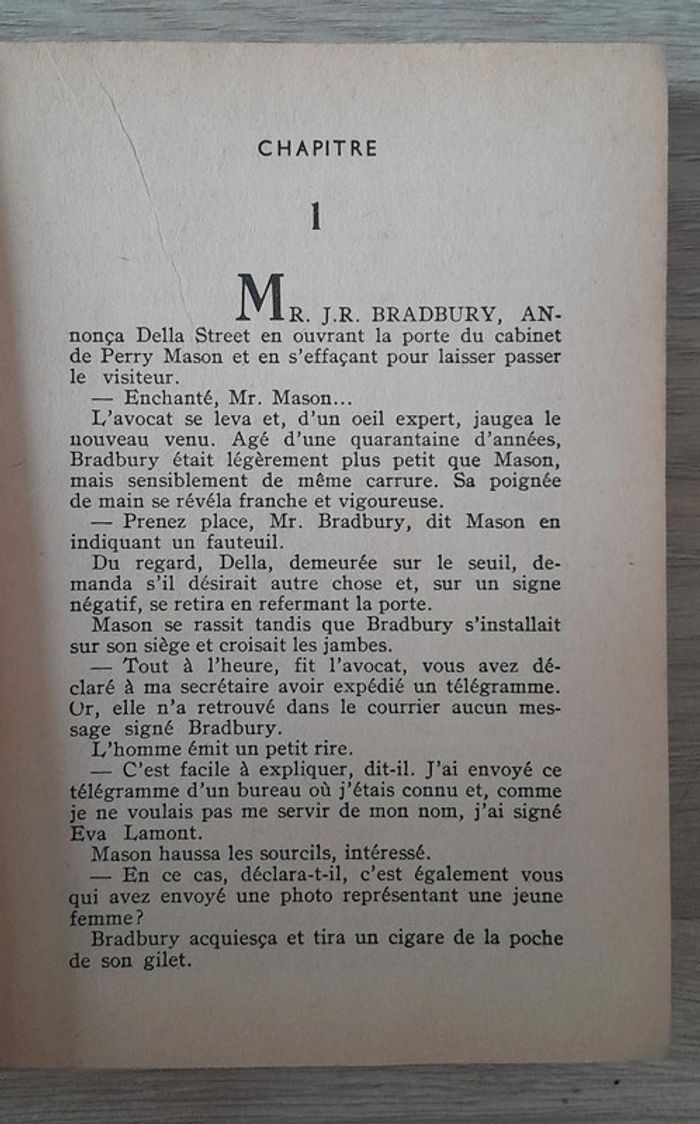 CHAPITRE
1
MR. J.R. BRADBURY, AN-
nonça Della Street en ouvrant la porte du cabinet
de Perry Mason et en s'effaçant pour laisser passer
le visiteur.
— Enchanté, Mr. Mason...
L'avocat se leva et, d'un oeil expert, jaugea le
nouveau venu. Agé d'une quarantaine d'années,
Bradbury était légèrement plus petit que Mason,
mais sensiblement de même carrure. Sa poignée
de main se révéla franche et vigoureuse.
— Prenez place, Mr. Bradbury, dit Mason en
indiquant un fauteuil.
Du regard, Della, demeurée sur le seuil, de-
manda s'il désirait autre chose et, sur un signe
négatif, se retira en refermant la porte.
Mason se rassit tandis que Bradbury s'installait
sur son siège et croisait les jambes.
— Tout à l'heure, fit l'avocat, vous avez dé-
claré à ma secrétaire avoir expédié un télégramme.
Or, elle n'a retrouvé dans le courrier aucun mes-
sage signé Bradbury.
L'homme émit un petit rire.
— C'est facile à expliquer, dit-il. J'ai envoyé ce
télégramme d'un bureau où j'étais connu et, comme
je ne voulais pas me servir de mon nom, j'ai signé
Eva Lamont.
Mason haussa les sourcils, intéressé.
— En ce cas, déclara-t-il, c'est également vous
qui avez envoyé une photo représentant une jeune
femme?
Bradbury acquiesça et tira un cigare de la poche
de son gilet.